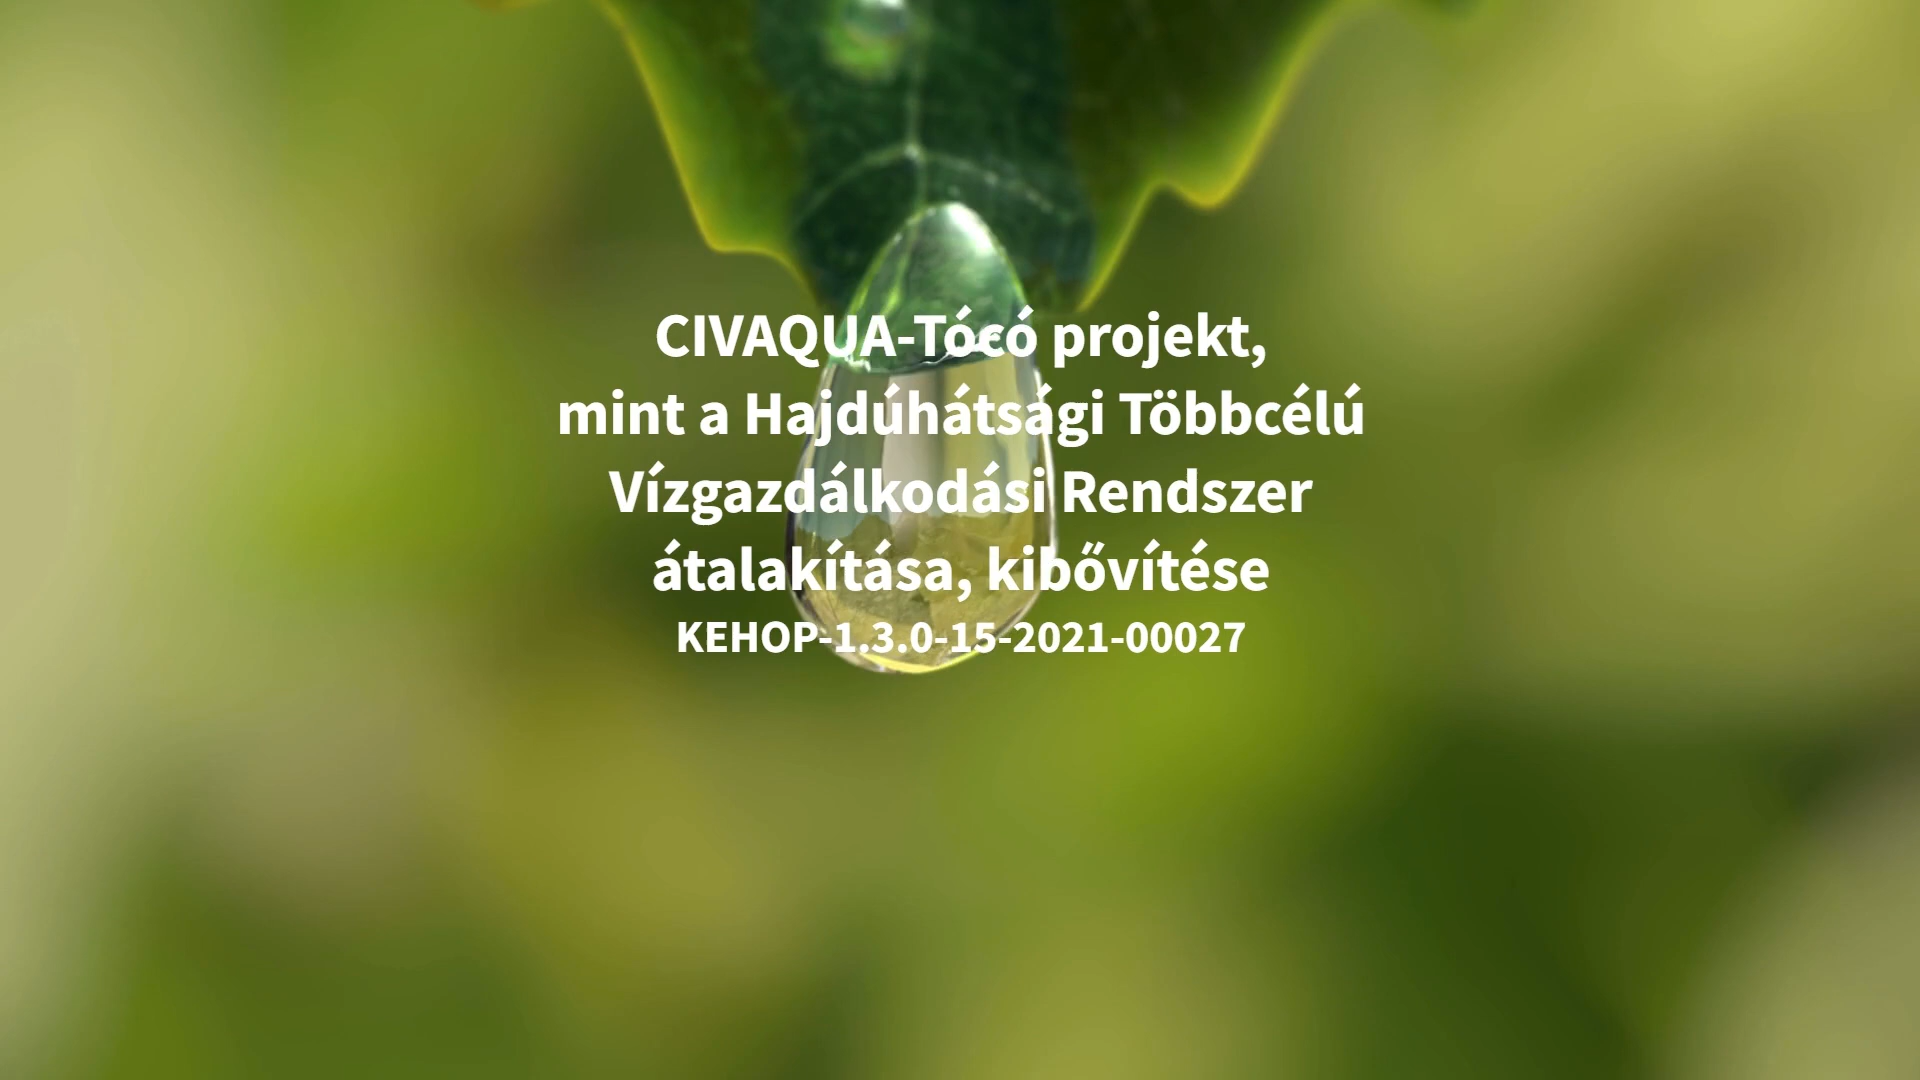 CIVAQUA-Tócó projekt,
mint a Hajdúhátsági Többcélú
Vízgazdálkodási Rendszer
átalakítása, kibővítése
KEHOP-1.3.0-15-2021-00027